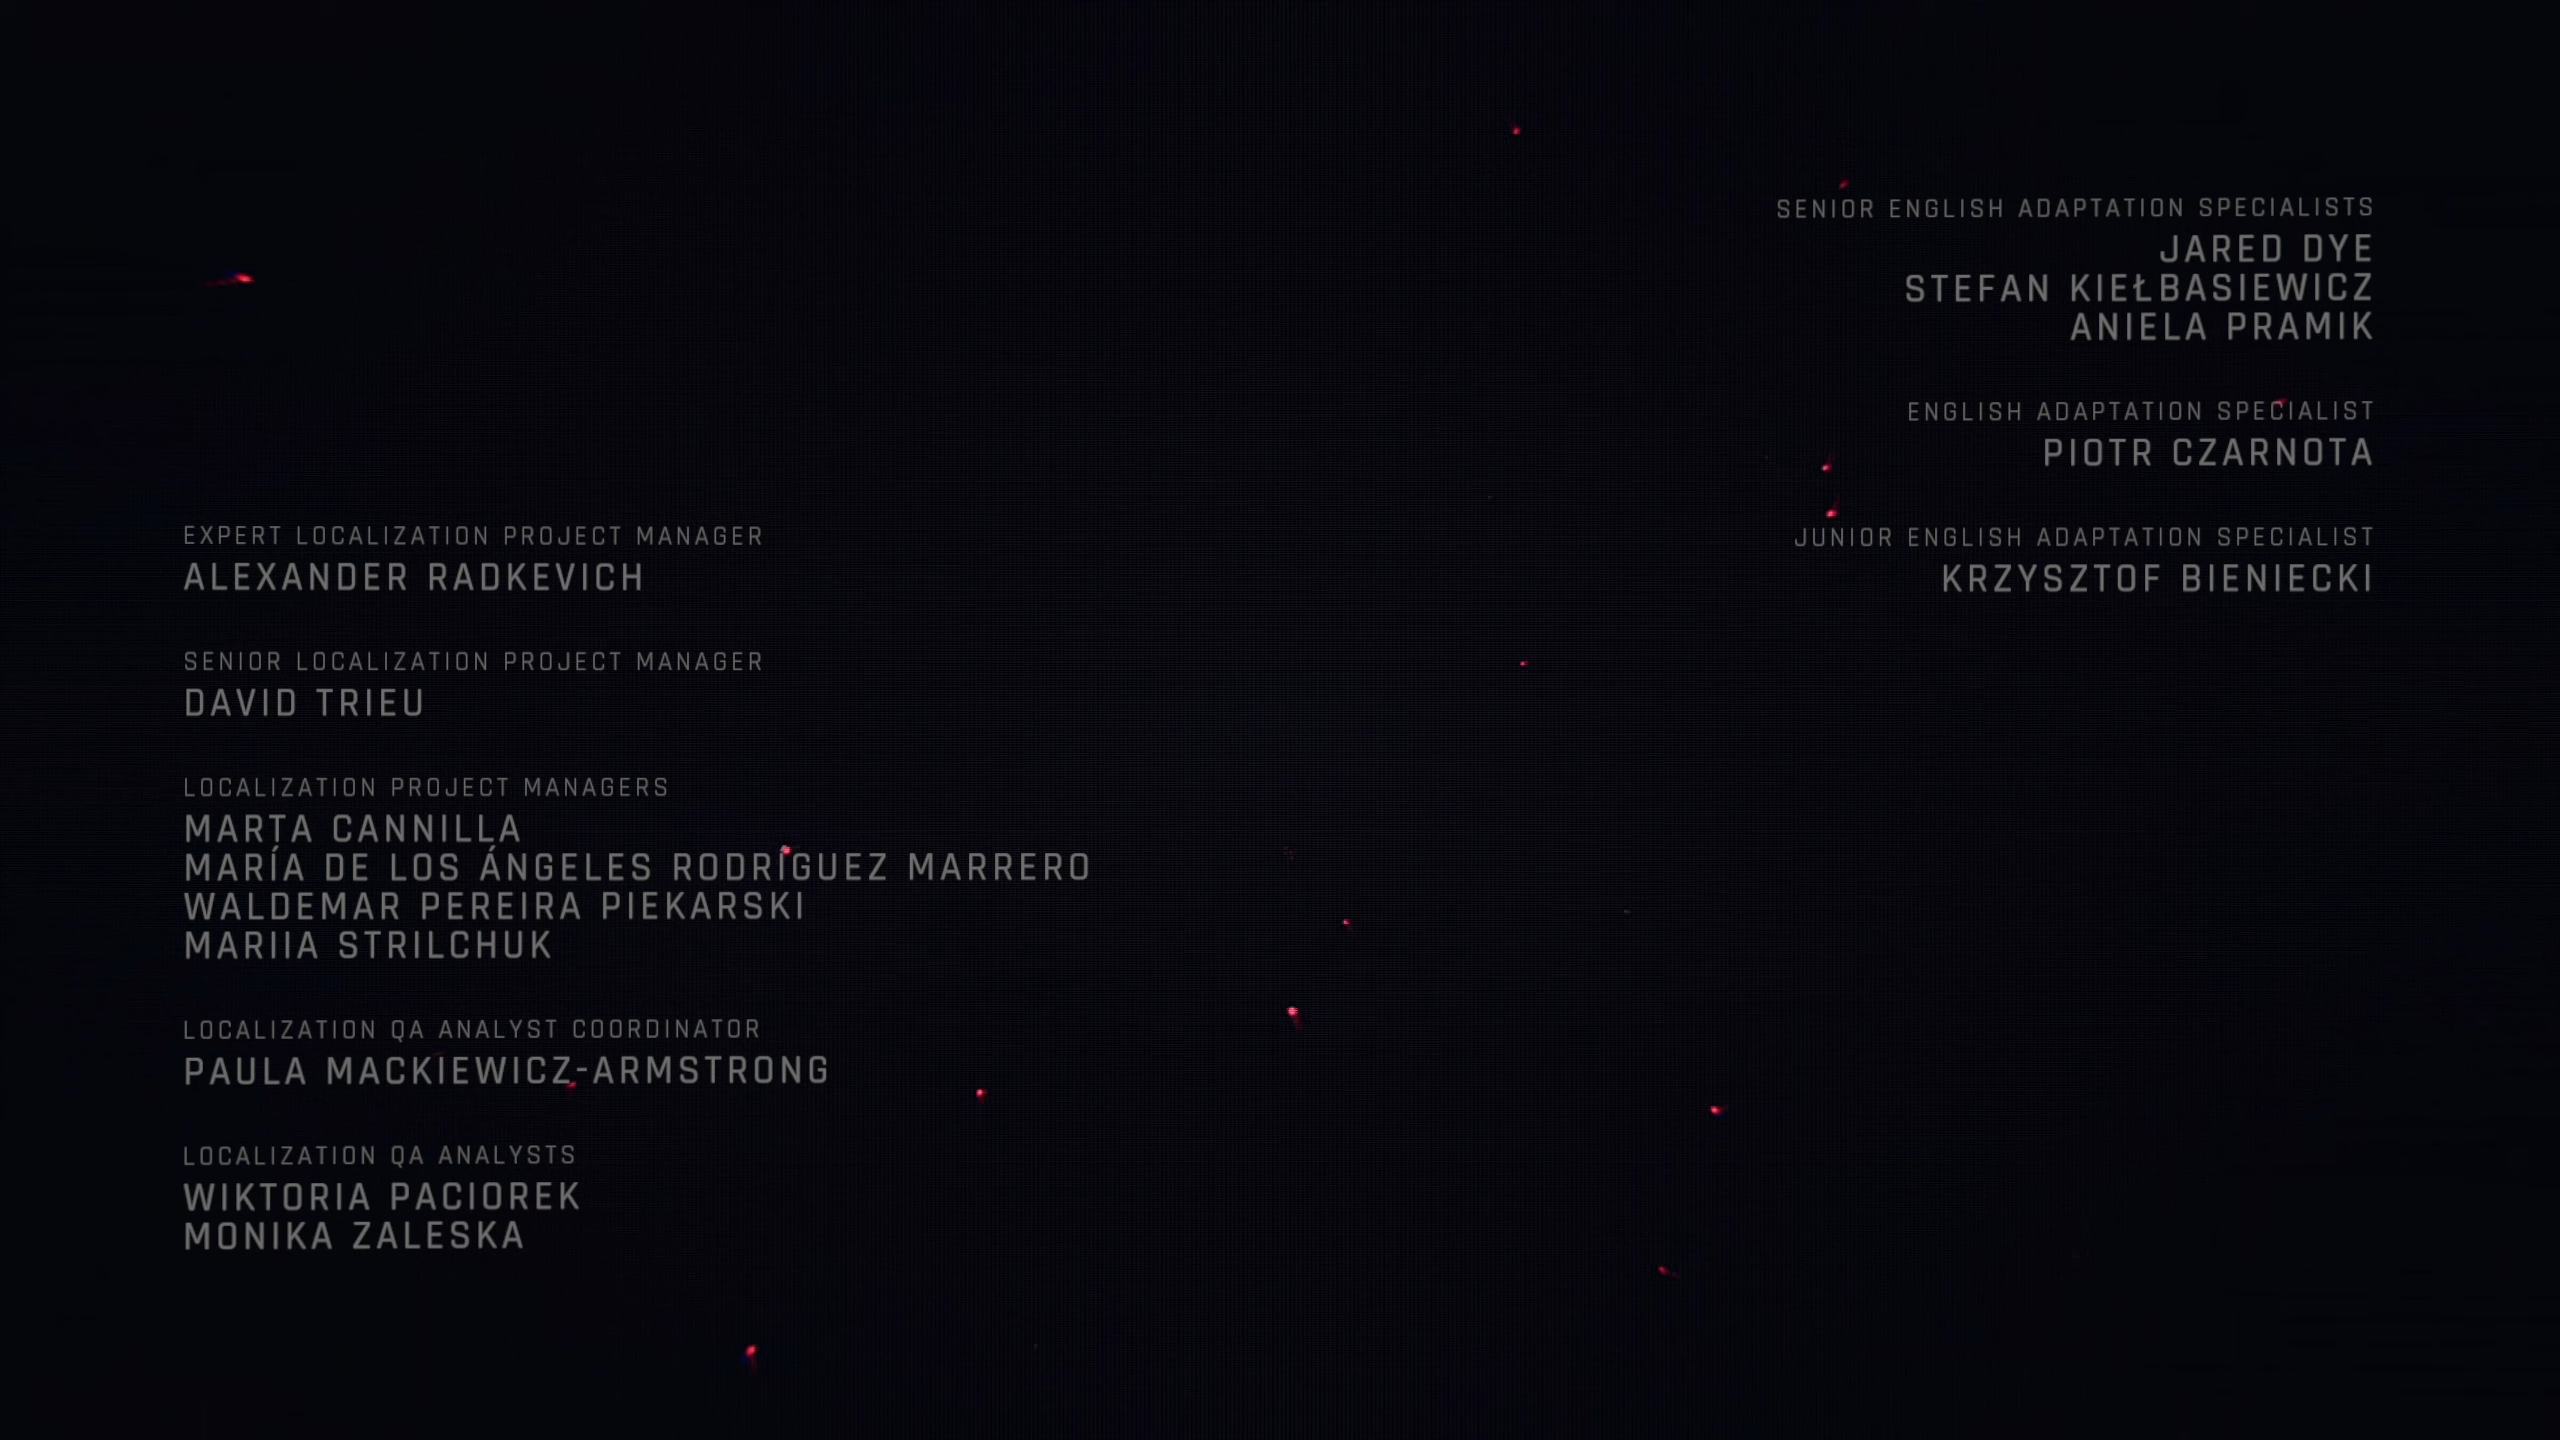 EXPERT LOCALIZATION PROJECT MANAGER
ALEXANDER RADKEVICH
SENIOR LOCALIZATION PROJECT MANAGER
DAVID TRIEU
LOCALIZATION PROJECT MANAGERS
MARTA CANNILLA
MARÍA DE LOS ÁNGELES RODRÍGUEZ MARRERO
WALDEMAR PEREIRA PIEKARSKI
MARIIA STRILCHUK
LOCALIZATION QA ANALYST COORDINATOR
PAULA MACKIEWICZ-ARMSTRONG
LOCALIZATION QA ANALYSTS
WIKTORIA PACIOREK
MONIKA ZALESKA
SENIOR ENGLISH ADAPTATION SPECIALISTS
JARED DYE
STEFAN KIEŁBASIEWICZ
ANIELA PRAMIK
ENGLISH ADAPTATION SPECIALIST
PIOTR CZARNOTA
JUNIOR ENGLISH ADAPTATION SPECIALIST
KRZYSZTOF BIENIECKI